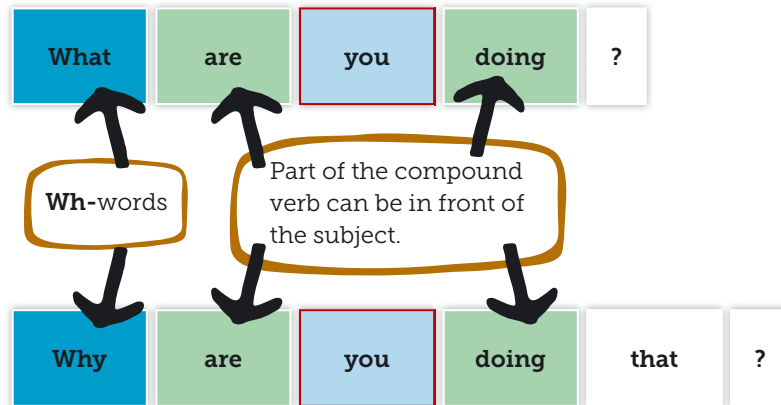 What are you doing ?
Wh-words
Part of the compound
verb can be in front of
the subject.
Why are you doing that ?